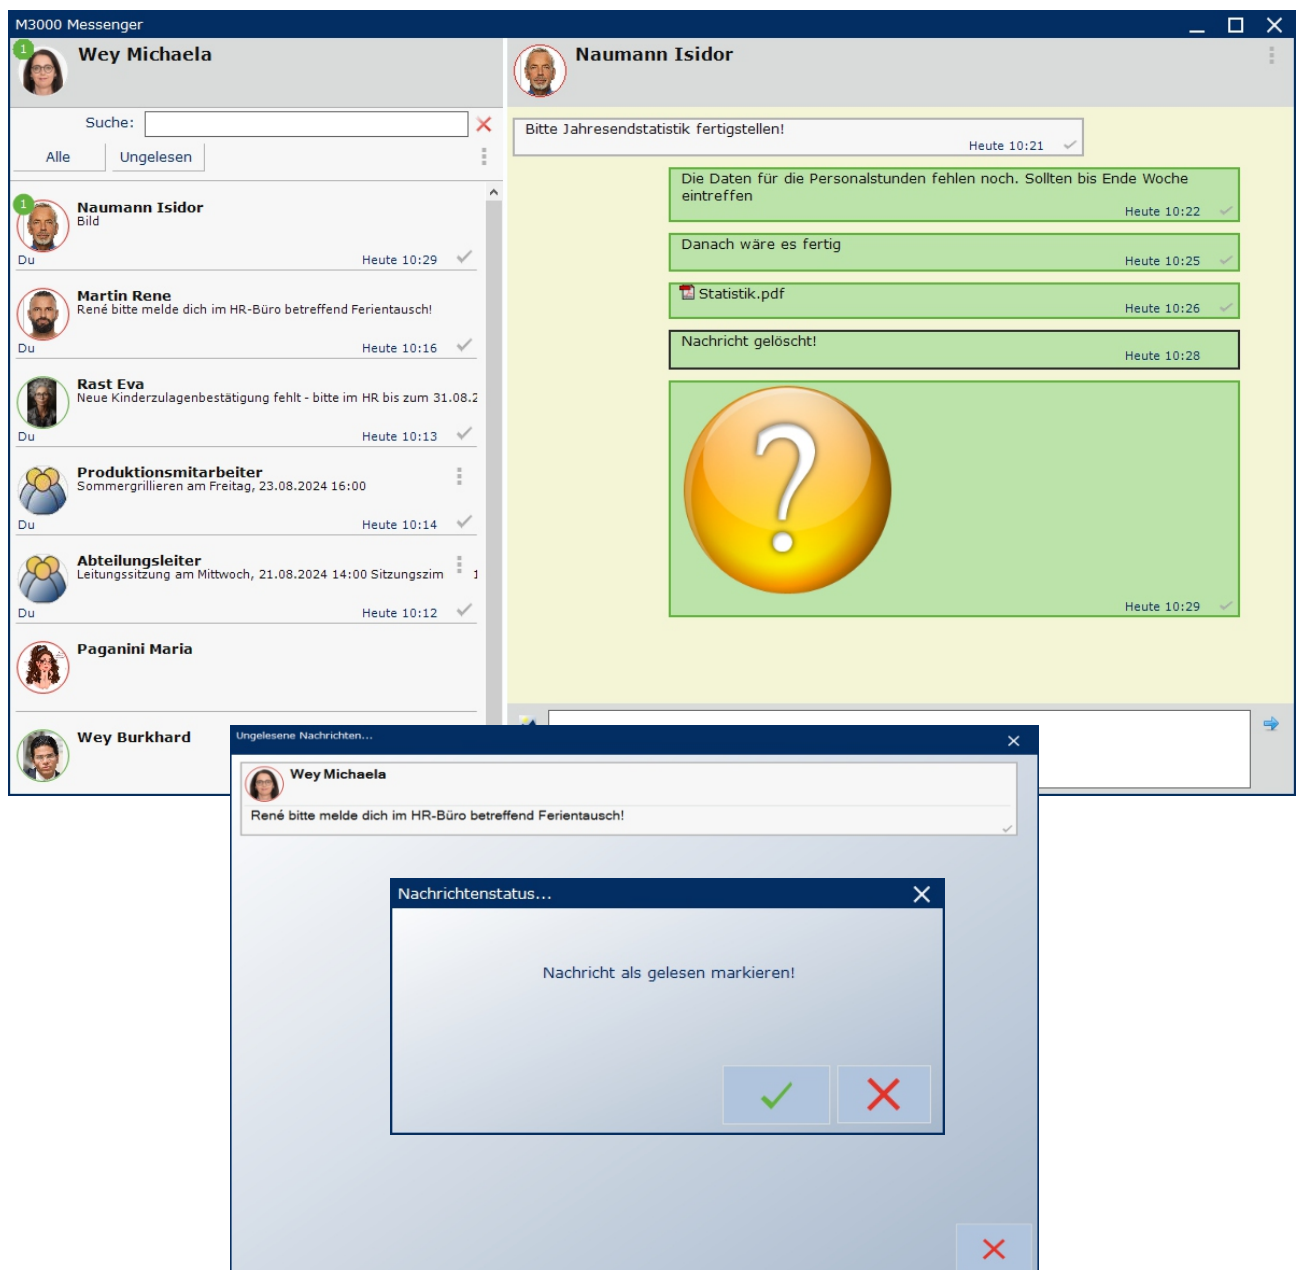 M3000 Messenger
1
Wey Michaela
Suche:
Alle
Ungelesen
1
Naumann Isidor
Bild
Du
Heute 10:29
Martin Rene
René bitte melde dich im HR-Büro betreffend Ferientausch!
Du
Heute 10:16
Rast Eva
Neue Kinderzulagenbestätigung fehlt - bitte im HR bis zum 31.08.2
Du
Heute 10:13
Produktionsmitarbeiter
Sommergrillieren am Freitag, 23.08.2024 16:00
Du
Heute 10:14
Abteilungsleiter
Leitungssitzung am Mittwoch, 21.08.2024 14:00 Sitzungszim 1
Du
Heute 10:12
Paganini Maria
Wey Burkhard
Naumann Isidor
Bitte Jahresendstatistik fertigstellen!
Heute 10:21
Die Daten für die Personalstunden fehlen noch. Sollten bis Ende Woche
eintreffen
Heute 10:22
Danach wäre es fertig
Heute 10:25
Statistik.pdf
Heute 10:26
Nachricht gelöscht!
Heute 10:28
?
Heute 10:29
Ungelesene Nachrichten...
Wey Michaela
René bitte melde dich im HR-Büro betreffend Ferientausch!
Nachrichtenstatus...
Nachricht als gelesen markieren!